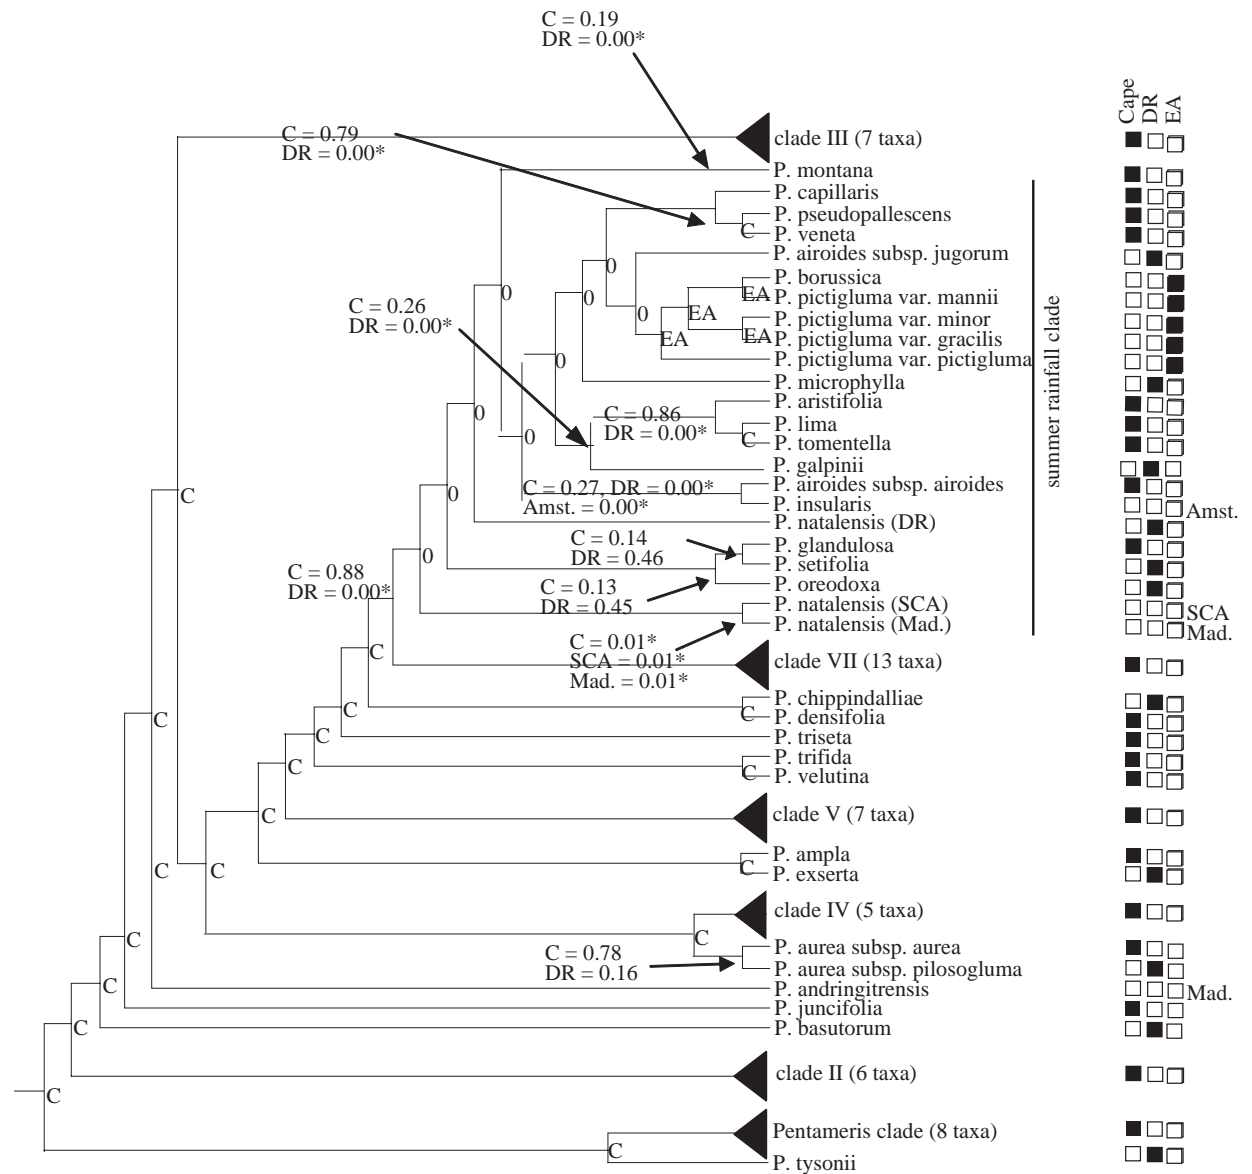 C = 0.19
DR = 0.00*
Cape
DR
EA
C = 0.79
DR = 0.00*
clade III (7 taxa)
P. montana
P. capillaris
P. pseudopallescens
C
P. veneta
P. airoides subsp. jugorum
0
P. borussica
0
0
EA
P. pictigluma var. mannii
C = 0.26
DR = 0.00*
0
EA
P. pictigluma var. minor
EA
EA
P. pictigluma var. gracilis
0
P. pictigluma var. pictigluma
P. microphylla
summer rainfall clade
P. aristifolia
0
C = 0.86
DR = 0.00*
P. lima
0
C
P. tomentella
P. galpinii
C
0
C = 0.27, DR = 0.00*
Amst. = 0.00*
P. airoides subsp. airoides
P. insularis
Amst.
P. natalensis (DR)
0
C = 0.14
DR = 0.46
P. glandulosa
P. setifolia
C = 0.88
DR = 0.00*
C = 0.13
DR = 0.45
P. oreodoxa
P. natalensis (SCA)
SCA
P. natalensis (Mad.)
Mad.
C
C = 0.01*
SCA = 0.01*
Mad. = 0.01*
clade VII (13 taxa)
P. chippindalliae
C
C
C
P. densifolia
P. triseta
P. trifida
C
C
P. velutina
C
clade V (7 taxa)
P. ampla
C
C
C
P. exserta
clade IV (5 taxa)
C
C
C = 0.78
DR = 0.16
P. aurea subsp. aurea
P. aurea subsp. pilosogluma
C
P. andringitrensis
Mad.
P. juncifolia
C
P. basutorum
clade II (6 taxa)
C
Pentameris clade (8 taxa)
C
P. tysonii